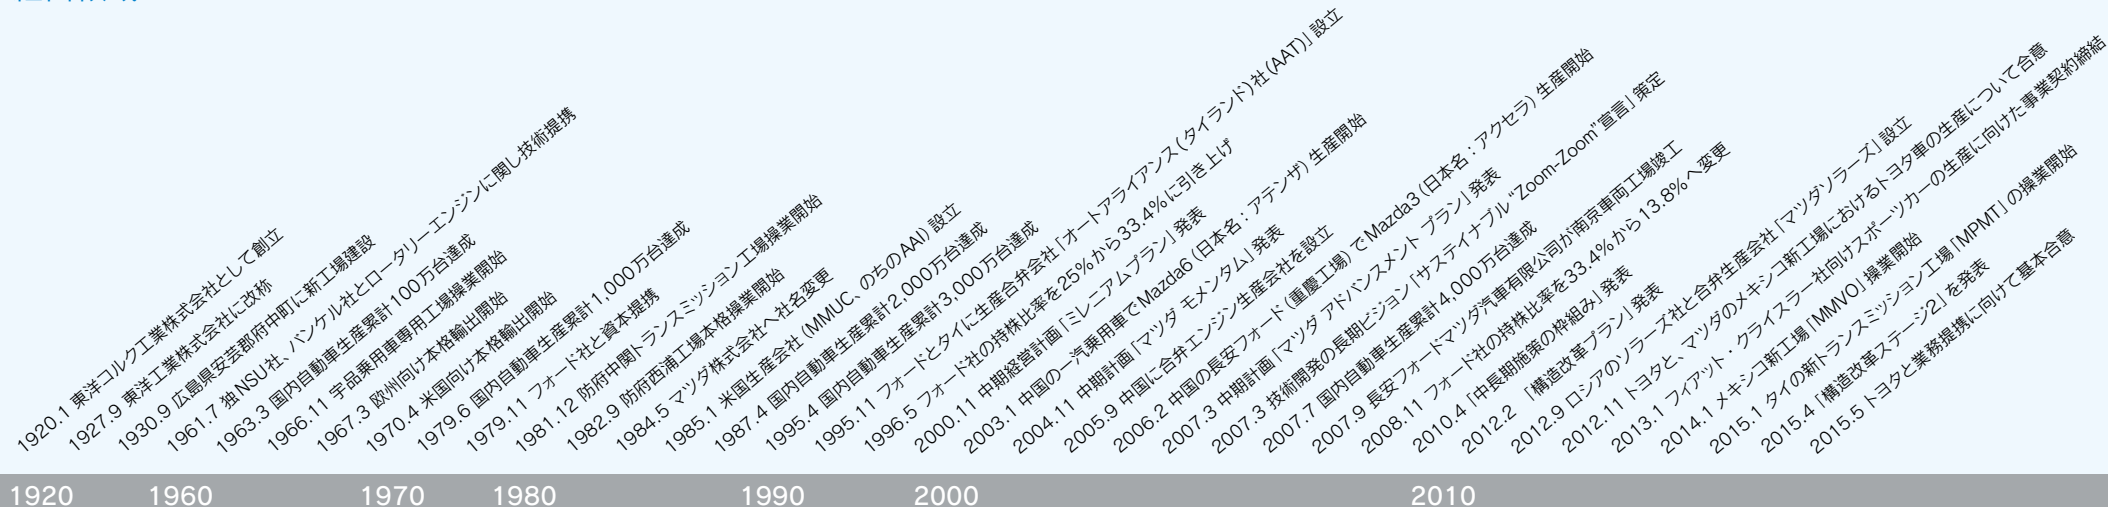 1920.1 東洋コルク工業株式会社として創立
1927.9 東洋工業株式会社に改称
1930.9 広島県安芸郡府中町に新工場建設
1961.7 独NSU社、バンケル社とロータリーエンジンに関し技術提携
1963.3 国内自動車生産累計100万台達成
1966.11 宇品乗用車専用工場操業開始
1967.3 欧州向け本格輸出開始
1970.4 米国向け本格輸出開始
1979.6 国内自動車生産累計1,000万台達成
1979.11 フォード社と資本提携
1981.12 防府中関トランスミッション工場操業開始
1982.9 防府西浦工場本格操業開始
1984.5 マツダ株式会社へ社名変更
1985.1 米国生産会社（MMUC、のちのAAI）設立
1987.4 国内自動車生産累計2,000万台達成
1995.4 国内自動車生産累計3,000万台達成
1995.11 フォードとタイに生産合弁会社「オートアライアンス（タイランド）社（AAT）」設立
1996.5 フォード社の持株比率を25%から33.4%に引き上げ
2000.11 中期経営計画「ミレニアムプラン」発表
2003.1 中国の一汽乗用車でMazda6（日本名：アテンザ）生産開始
2004.11 中期計画「マツダ モメンタム」発表
2005.9 中国に合弁エンジン生産会社を設立
2006.2 中国の長安フォード（重慶工場）でMazda3（日本名：アクセラ）生産開始
2007.3 中期計画「マツダ アドバンスメント プラン」発表
2007.3 技術開発の長期ビジョン「サステイナブル “Zoom-Zoom”宣言」策定
2007.7 国内自動車生産累計4,000万台達成
2007.9 長安フォードマツダ汽車有限公司が南京車両工場竣工
2008.11 フォード社の持株比率を33.4%から13.8%へ変更
2010.4 「中長期施策の枠組み」発表
2012.2 「構造改革プラン」発表
2012.9 ロシアのソラーズ社と合弁生産会社「マツダソラーズ」設立
2012.11 トヨタと、マツダのメキシコ新工場におけるトヨタ車の生産について合意
2013.1 フィアット・クライスラー社向けスポーツカーの生産に向けた事業契約締結
2014.1 メキシコ新工場「MMVO」操業開始
2015.1 タイの新トランスミッション工場「MPMT」の操業開始
2015.4 「構造改革ステージ2」を発表
2015.5 トヨタと業務提携に向けて基本合意
1920 1960 1970 1980 1990 2000 2010